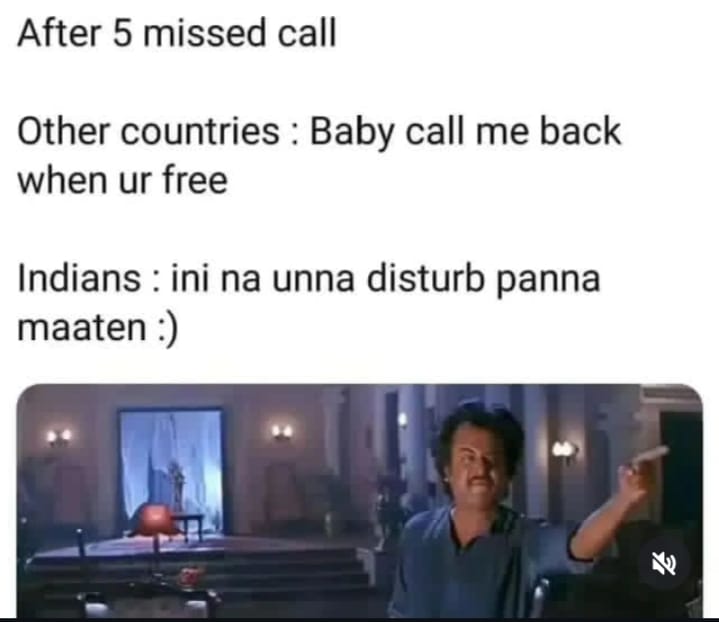 After 5 missed call
Other countries : Baby call me back
when ur free
Indians : ini na unna disturb panna
maaten :)